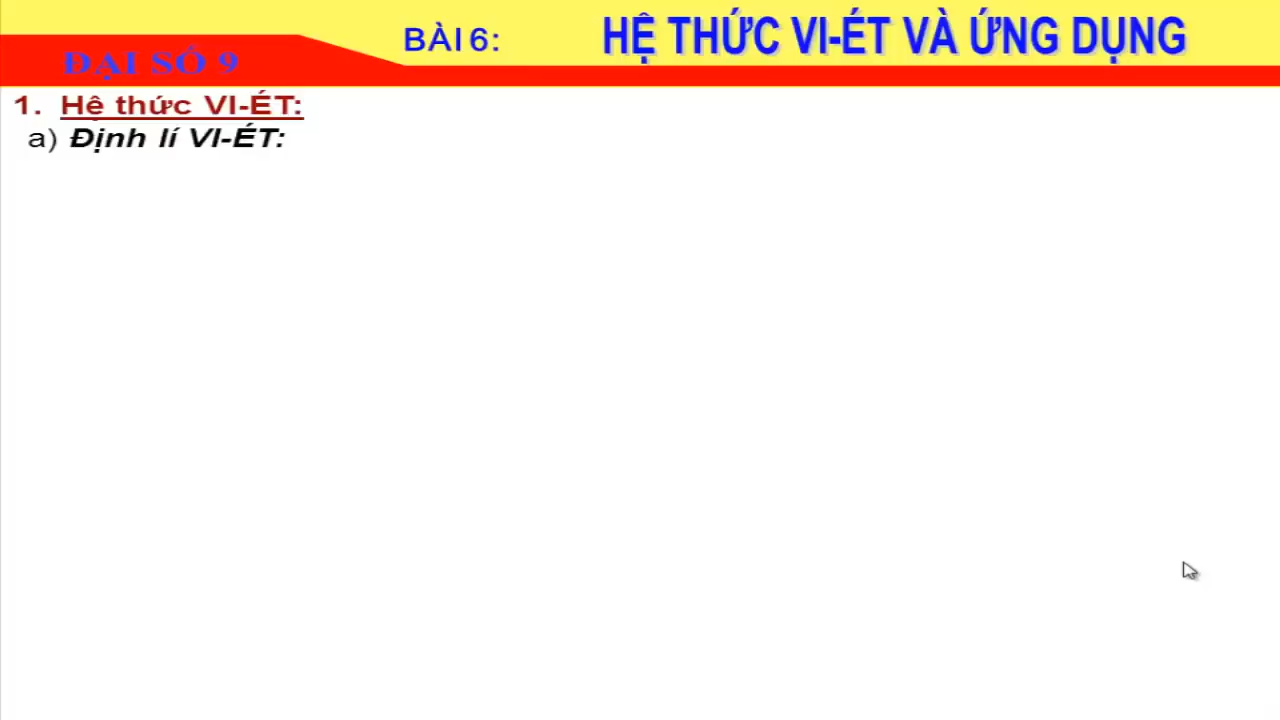 BÀI 6: HỆ THỨC VI-ÉT VÀ ỨNG DỤNG
ĐẠI SỐ 9
1. Hệ thức VI-ÉT:
a) Định lí VI-ÉT: